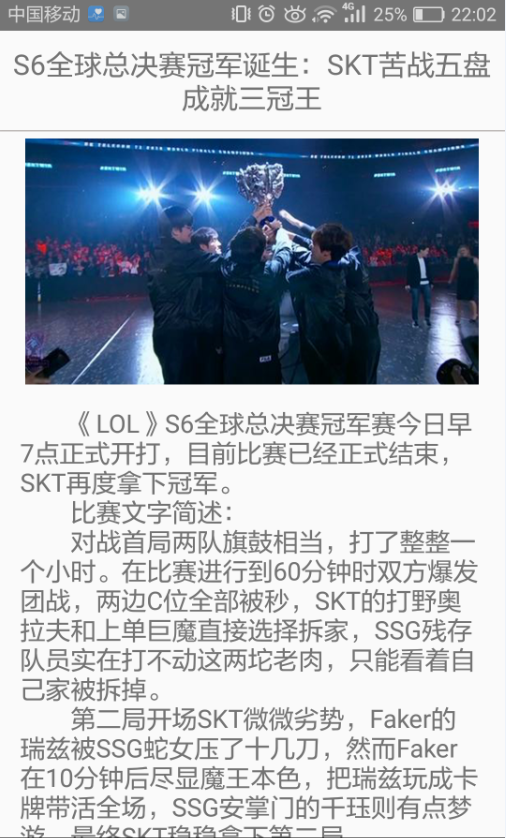 中国移动 4G 25% 22:02
S6全球总决赛冠军诞生：SKT苦战五盘
成就三冠王
《LOL》S6全球总决赛冠军赛今日早
7点正式开打，目前比赛已经正式结束，
SKT再度拿下冠军。
比赛文字简述：
对战首局两队旗鼓相当，打了整整一
个小时。在比赛进行到60分钟时双方爆发
团战，两边C位全部被秒，SKT的打野奥
拉夫和上单巨魔直接选择拆家，SSG残存
队员实在打不动这两坨老肉，只能看着自
己家被拆掉。
第二局开场SKT微微劣势，Faker的
瑞兹被SSG蛇女压了十几刀，然而Faker
在10分钟后尽显魔王本色，把瑞兹玩成卡
牌带活全场，SSG安掌门的千珏则有点梦
游，最终SKT稳稳拿下第二局